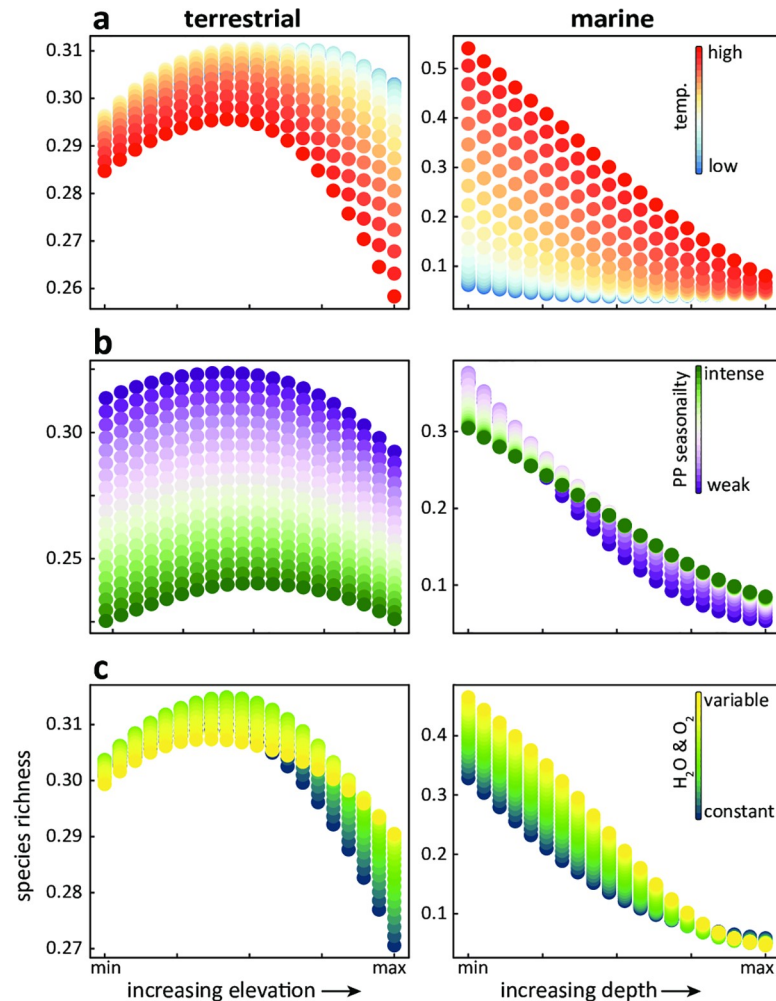 terrestrial
marine
a
0.31
0.30
0.29
0.28
0.27
0.26
0.5
0.4
0.3
0.2
0.1
high
temp.
low
b
0.30
0.25
0.3
0.2
0.1
intense
PP seasonailty
weak
c
0.31
0.30
0.29
0.28
0.27
species richness
0.4
0.3
0.2
0.1
variable
H₂O & O₂
constant
min
max
increasing elevation →
min
max
increasing depth →